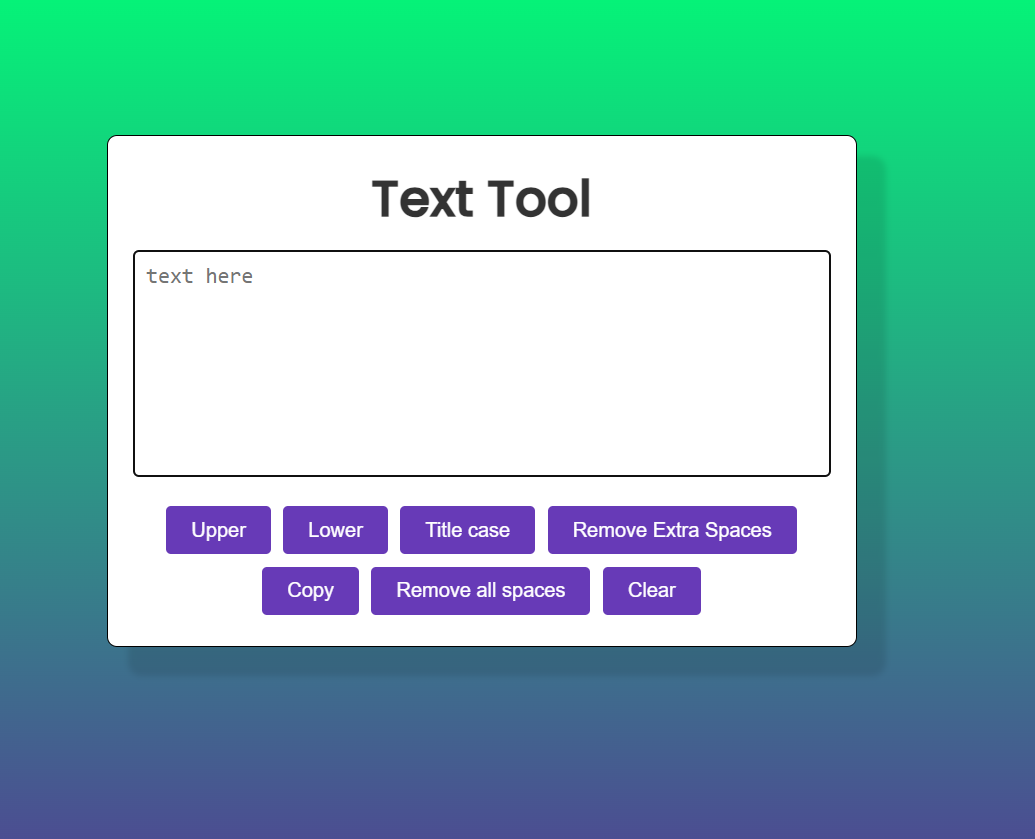 Text Tool
text here
Upper Lower Title case Remove Extra Spaces
Copy Remove all spaces Clear